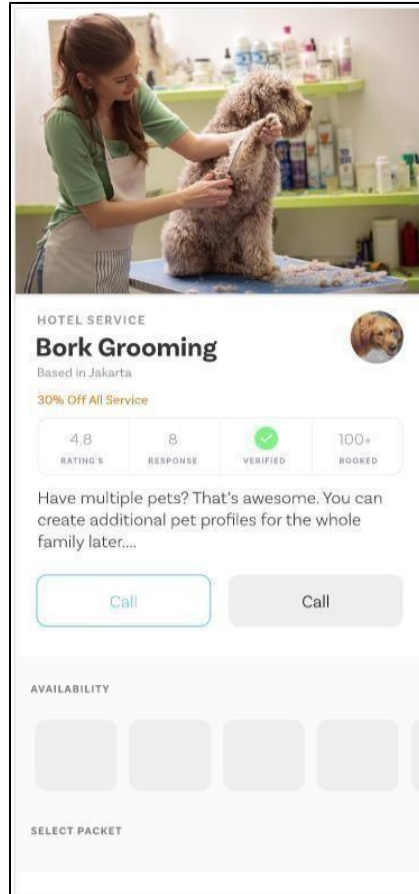 HOTEL SERVICE
Bork Grooming
Based in Jakarta
30% Off All Service
4.8
RATING'S
8
RESPONSE
VERIFIED
100+
BOOKED
Have multiple pets? That's awesome. You can
create additional pet profiles for the whole
family later....
Call
Call
AVAILABILITY
SELECT PACKET